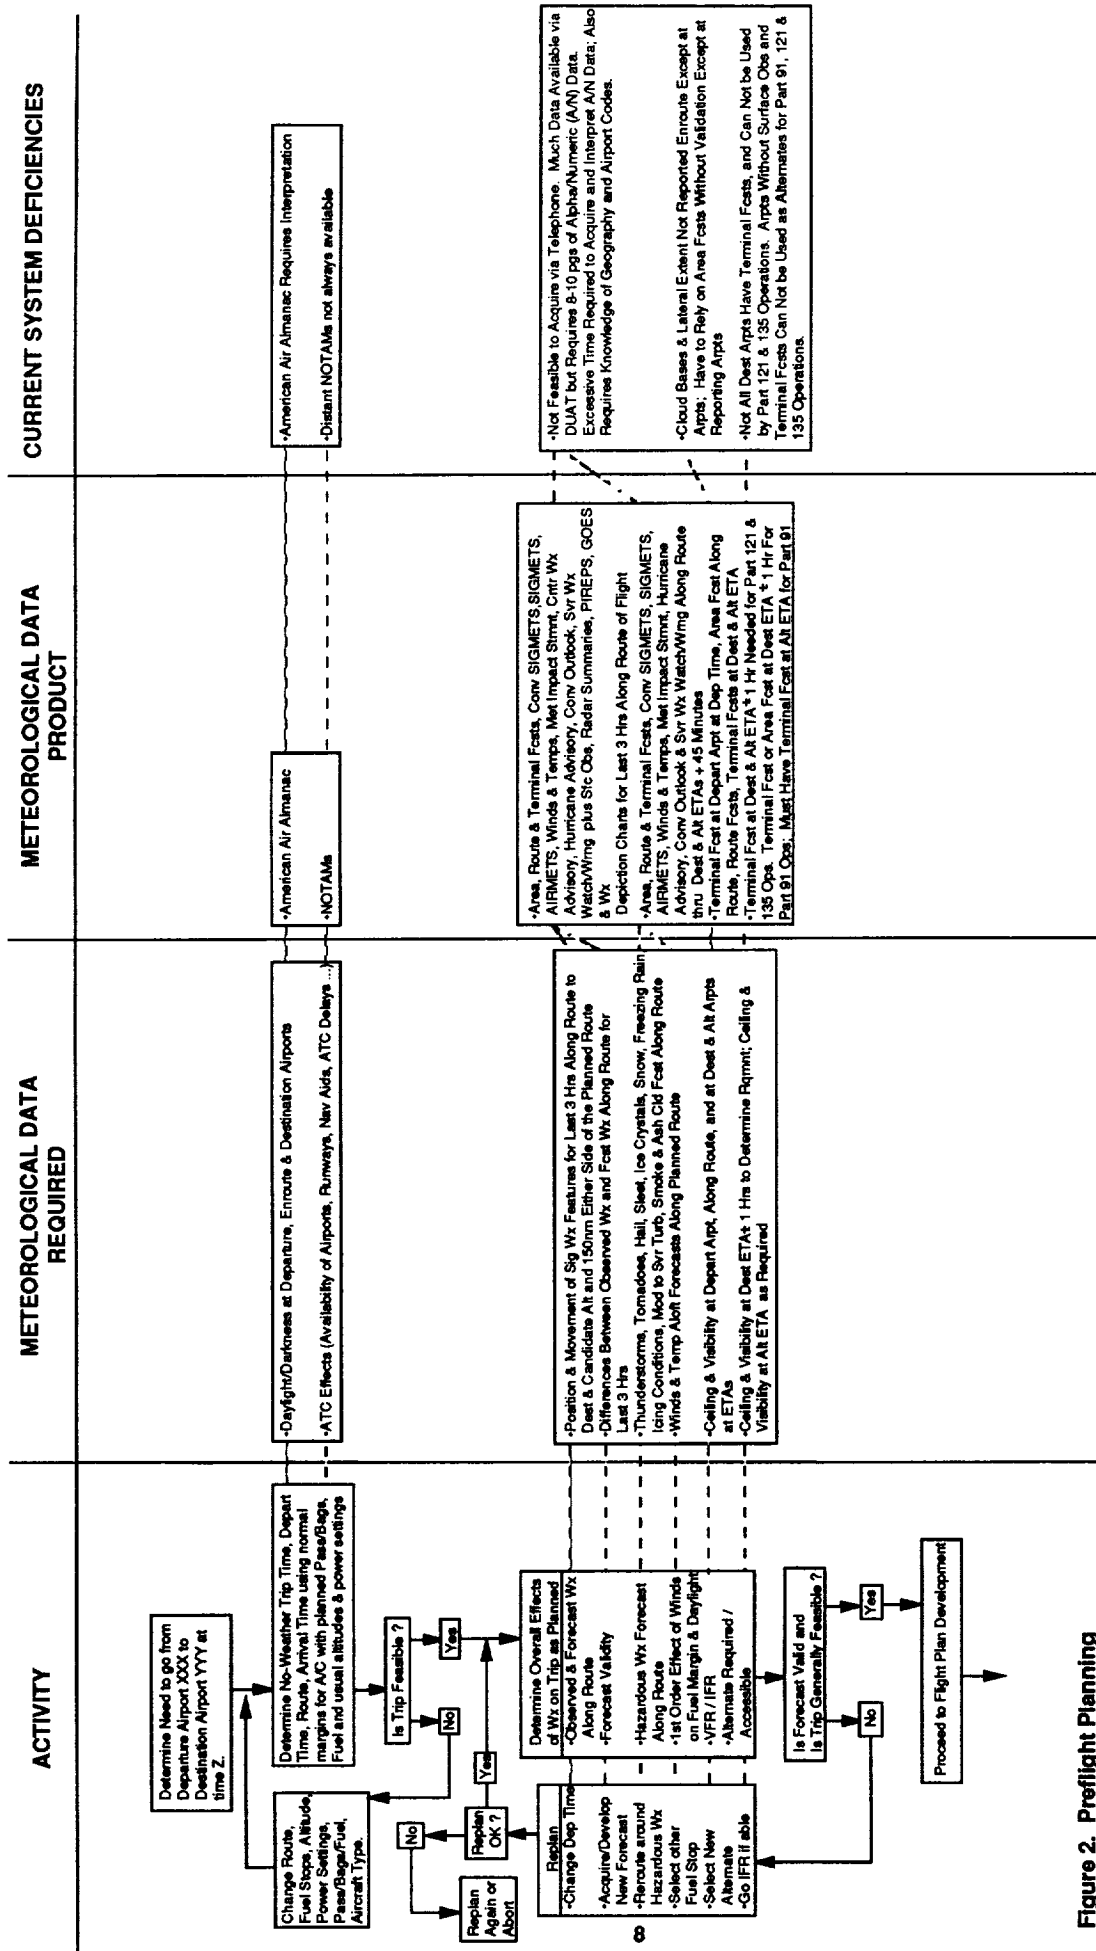 ACTIVITY
METEOROLOGICAL DATA
REQUIRED
METEOROLOGICAL DATA
PRODUCT
CURRENT SYSTEM DEFICIENCIES
Determine Need to go from
Departure Airport XXX to
Destination Airport YYY at
time Z.
Change Route,
Fuel Stops, Altitude,
Power Settings,
Pass/Bags/Fuel,
Aircraft Type.
Determine No-Weather Trip Time, Depart
Time, Route, Arrival Time using normal
margins for A/C with planned Pass/Bags,
Fuel and usual altitudes & power settings
•Daylight/Darkness at Departure, Enroute & Destination Airports
•ATC Effects (Availability of Airports, Runways, Nav Aids, ATC Delays ...)
•American Air Almanac
•NOTAMs
•American Air Almanac Requires Interpretation
•Distant NOTAMs not always available
Is Trip Feasible ?
No
Yes
Replan
Again or
Abort
No
Replan
OK ?
Yes
Replan
•Change Dep Time
•Acquire/Develop
New Forecast
•Reroute around
Hazardous Wx
•Select other
Fuel Stop
•Select New
Alternate
•Go IFR if able
Determine Overall Effects
of Wx on Trip as Planned
•Observed & Forecast Wx
Along Route
•Forecast Validity
•Hazardous Wx Forecast
Along Route
•1st Order Effect of Winds
on Fuel Margin & Daylight
•VFR / IFR
•Alternate Required /
Accessible
•Position & Movement of Sig Wx Features for Last 3 Hrs Along Route to
Dest & Candidate Alt and 150nm Either Side of the Planned Route
•Differences Between Observed Wx and Fcst Wx Along Route for
Last 3 Hrs
•Thunderstorms, Tornadoes, Hail, Sleet, Ice Crystals, Snow, Freezing Rain,
Icing Conditions, Mod to Svr Turb, Smoke & Ash Cld Fcst Along Route
•Winds & Temp Aloft Forecasts Along Planned Route
•Ceiling & Visibility at Depart Arpt, Along Route, and at Dest & Alt Arpts
at ETAs
•Ceiling & Visibility at Dest ETA± 1 Hrs to Determine Rqmnt; Ceiling &
Visibility at Alt ETA as Required
•Area, Route & Terminal Fcsts, Conv SIGMETS,SIGMETS,
AIRMETS, Winds & Temps, Met Impact Stmnt, Cntr Wx
Advisory, Hurricane Advisory, Conv Outlook, Svr Wx
Watch/Wrng plus Sfc Obs, Radar Summaries, PIREPS, GOES
& Wx
Depiction Charts for Last 3 Hrs Along Route of Flight
•Area, Route & Terminal Fcsts, Conv SIGMETS, SIGMETS,
AIRMETS, Winds & Temps, Met Impact Stmnt, Hurricane
Advisory, Conv Outlook & Svr Wx Watch/Wrng Along Route
thru Dest & Alt ETAs + 45 Minutes
•Terminal Fcst at Depart Arpt at Dep Time, Area Fcst Along
Route, Route Fcsts, Terminal Fcsts at Dest & Alt ETA
•Terminal Fcst at Dest & Alt ETA ± 1 Hr Needed for Part 121 &
135 Ops. Terminal Fcst or Area Fcst at Dest ETA ± 1 Hr For
Part 91 Ops; Must Have Terminal Fcst at Alt ETA for Part 91
•Not Feasible to Acquire via Telephone. Much Data Available via
DUAT but Requires 8-10 pgs of Alpha/Numeric (A/N) Data.
Excessive Time Required to Acquire and Interpret A/N Data; Also
Requires Knowledge of Geography and Airport Codes.
•Cloud Bases & Lateral Extent Not Reported Enroute Except at
Arpts; Have to Rely on Area Fcsts Without Validation Except at
Reporting Arpts
•Not All Dest Arpts Have Terminal Fcsts, and Can Not be Used
by Part 121 & 135 Operations. Arpts Without Surface Obs and
Terminal Fcsts Can Not be Used as Alternates for Part 91, 121 &
135 Operations.
Is Forecast Valid and
Is Trip Generally Feasible ?
No
Yes
Proceed to Flight Plan Development
8
Figure 2. Preflight Planning